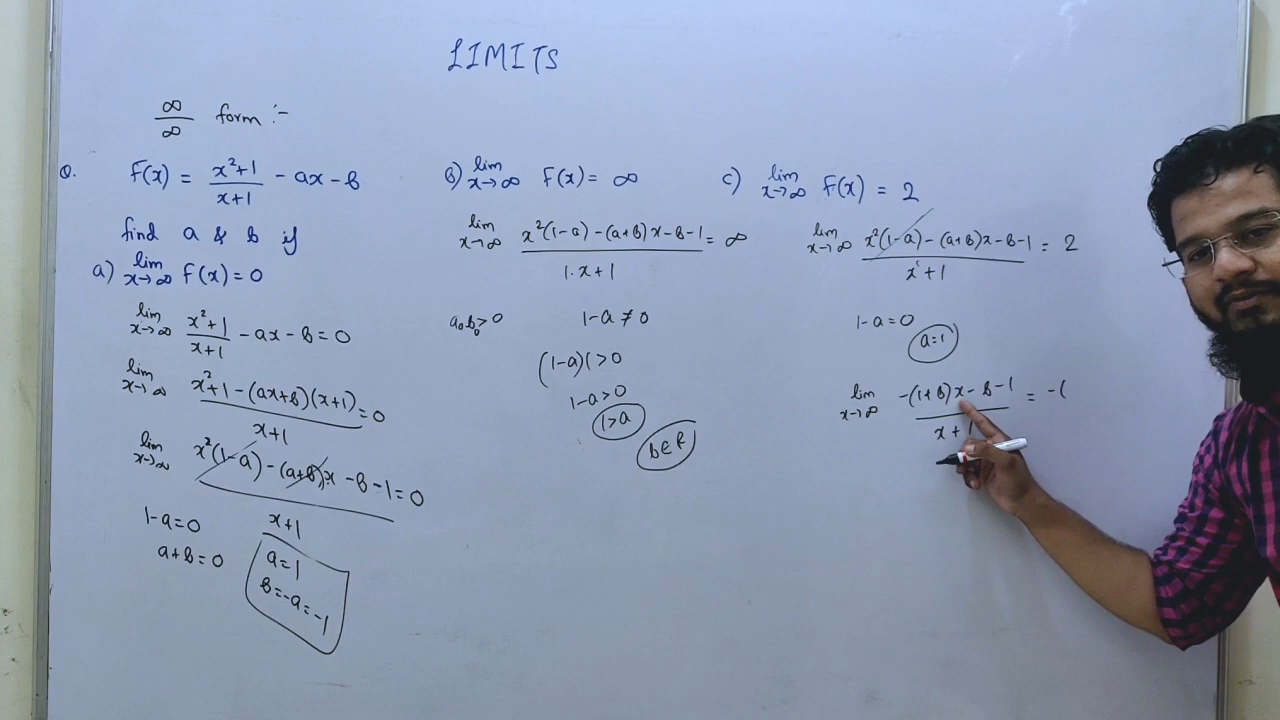 LIMITS
∞/∞ form :-
Q. F(x) = (x²+1)/(x+1) - ax - b
find a & b if
a) lim x→∞ F(x) = 0
lim x→∞ (x²+1)/(x+1) - ax - b = 0
lim x→∞ (x²+1 - (ax+b)(x+1))/(x+1) = 0
lim x→∞ (x²(1-a) - (a+b)x - b - 1)/(x+1) = 0
1-a=0
a+b=0
a=1
b=-a=-1
b) lim x→∞ F(x) = ∞
lim x→∞ (x²(1-a) - (a+b)x - b - 1)/(1.x+1) = ∞
a₀b₀>0
1-a≠0
(1-a)1>0
1-a>0
1>a
b∈R
c) lim x→∞ F(x) = 2
lim x→∞ (x²(1-a) - (a+b)x - b - 1)/(x¹+1) = 2
1-a=0
a=1
lim x→∞ (-(1+b)x - b - 1)/(x+1) = -(